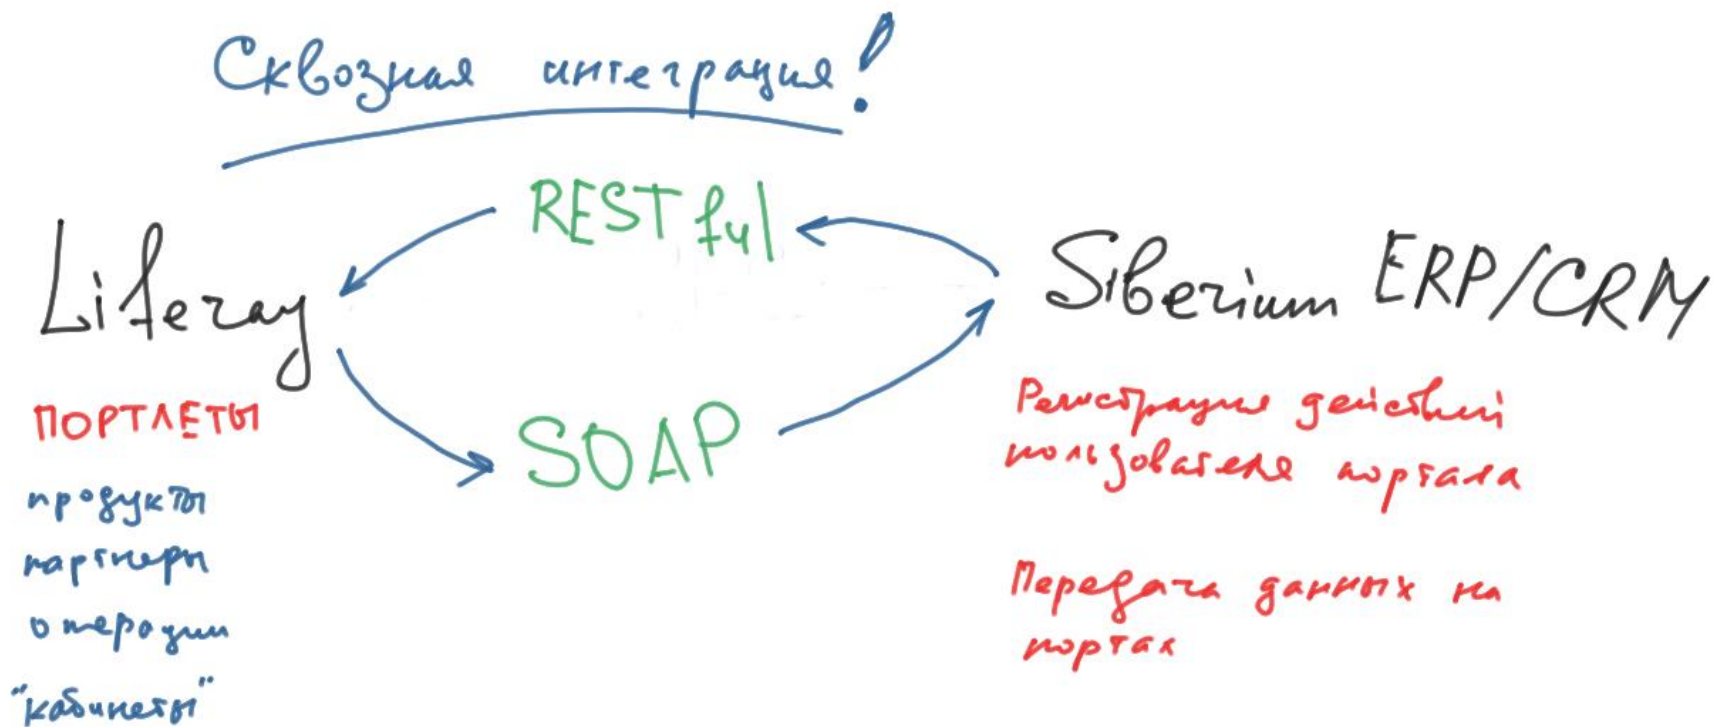 Сквозная интеграция!
RESTful
Liferay
Siberium ERP/CRM
SOAP
ПОРТЛЕТЫ
продукты
партнеры
операции
"кабинеты"
Регистрация действий
пользователя портала
Передача данных на
портал